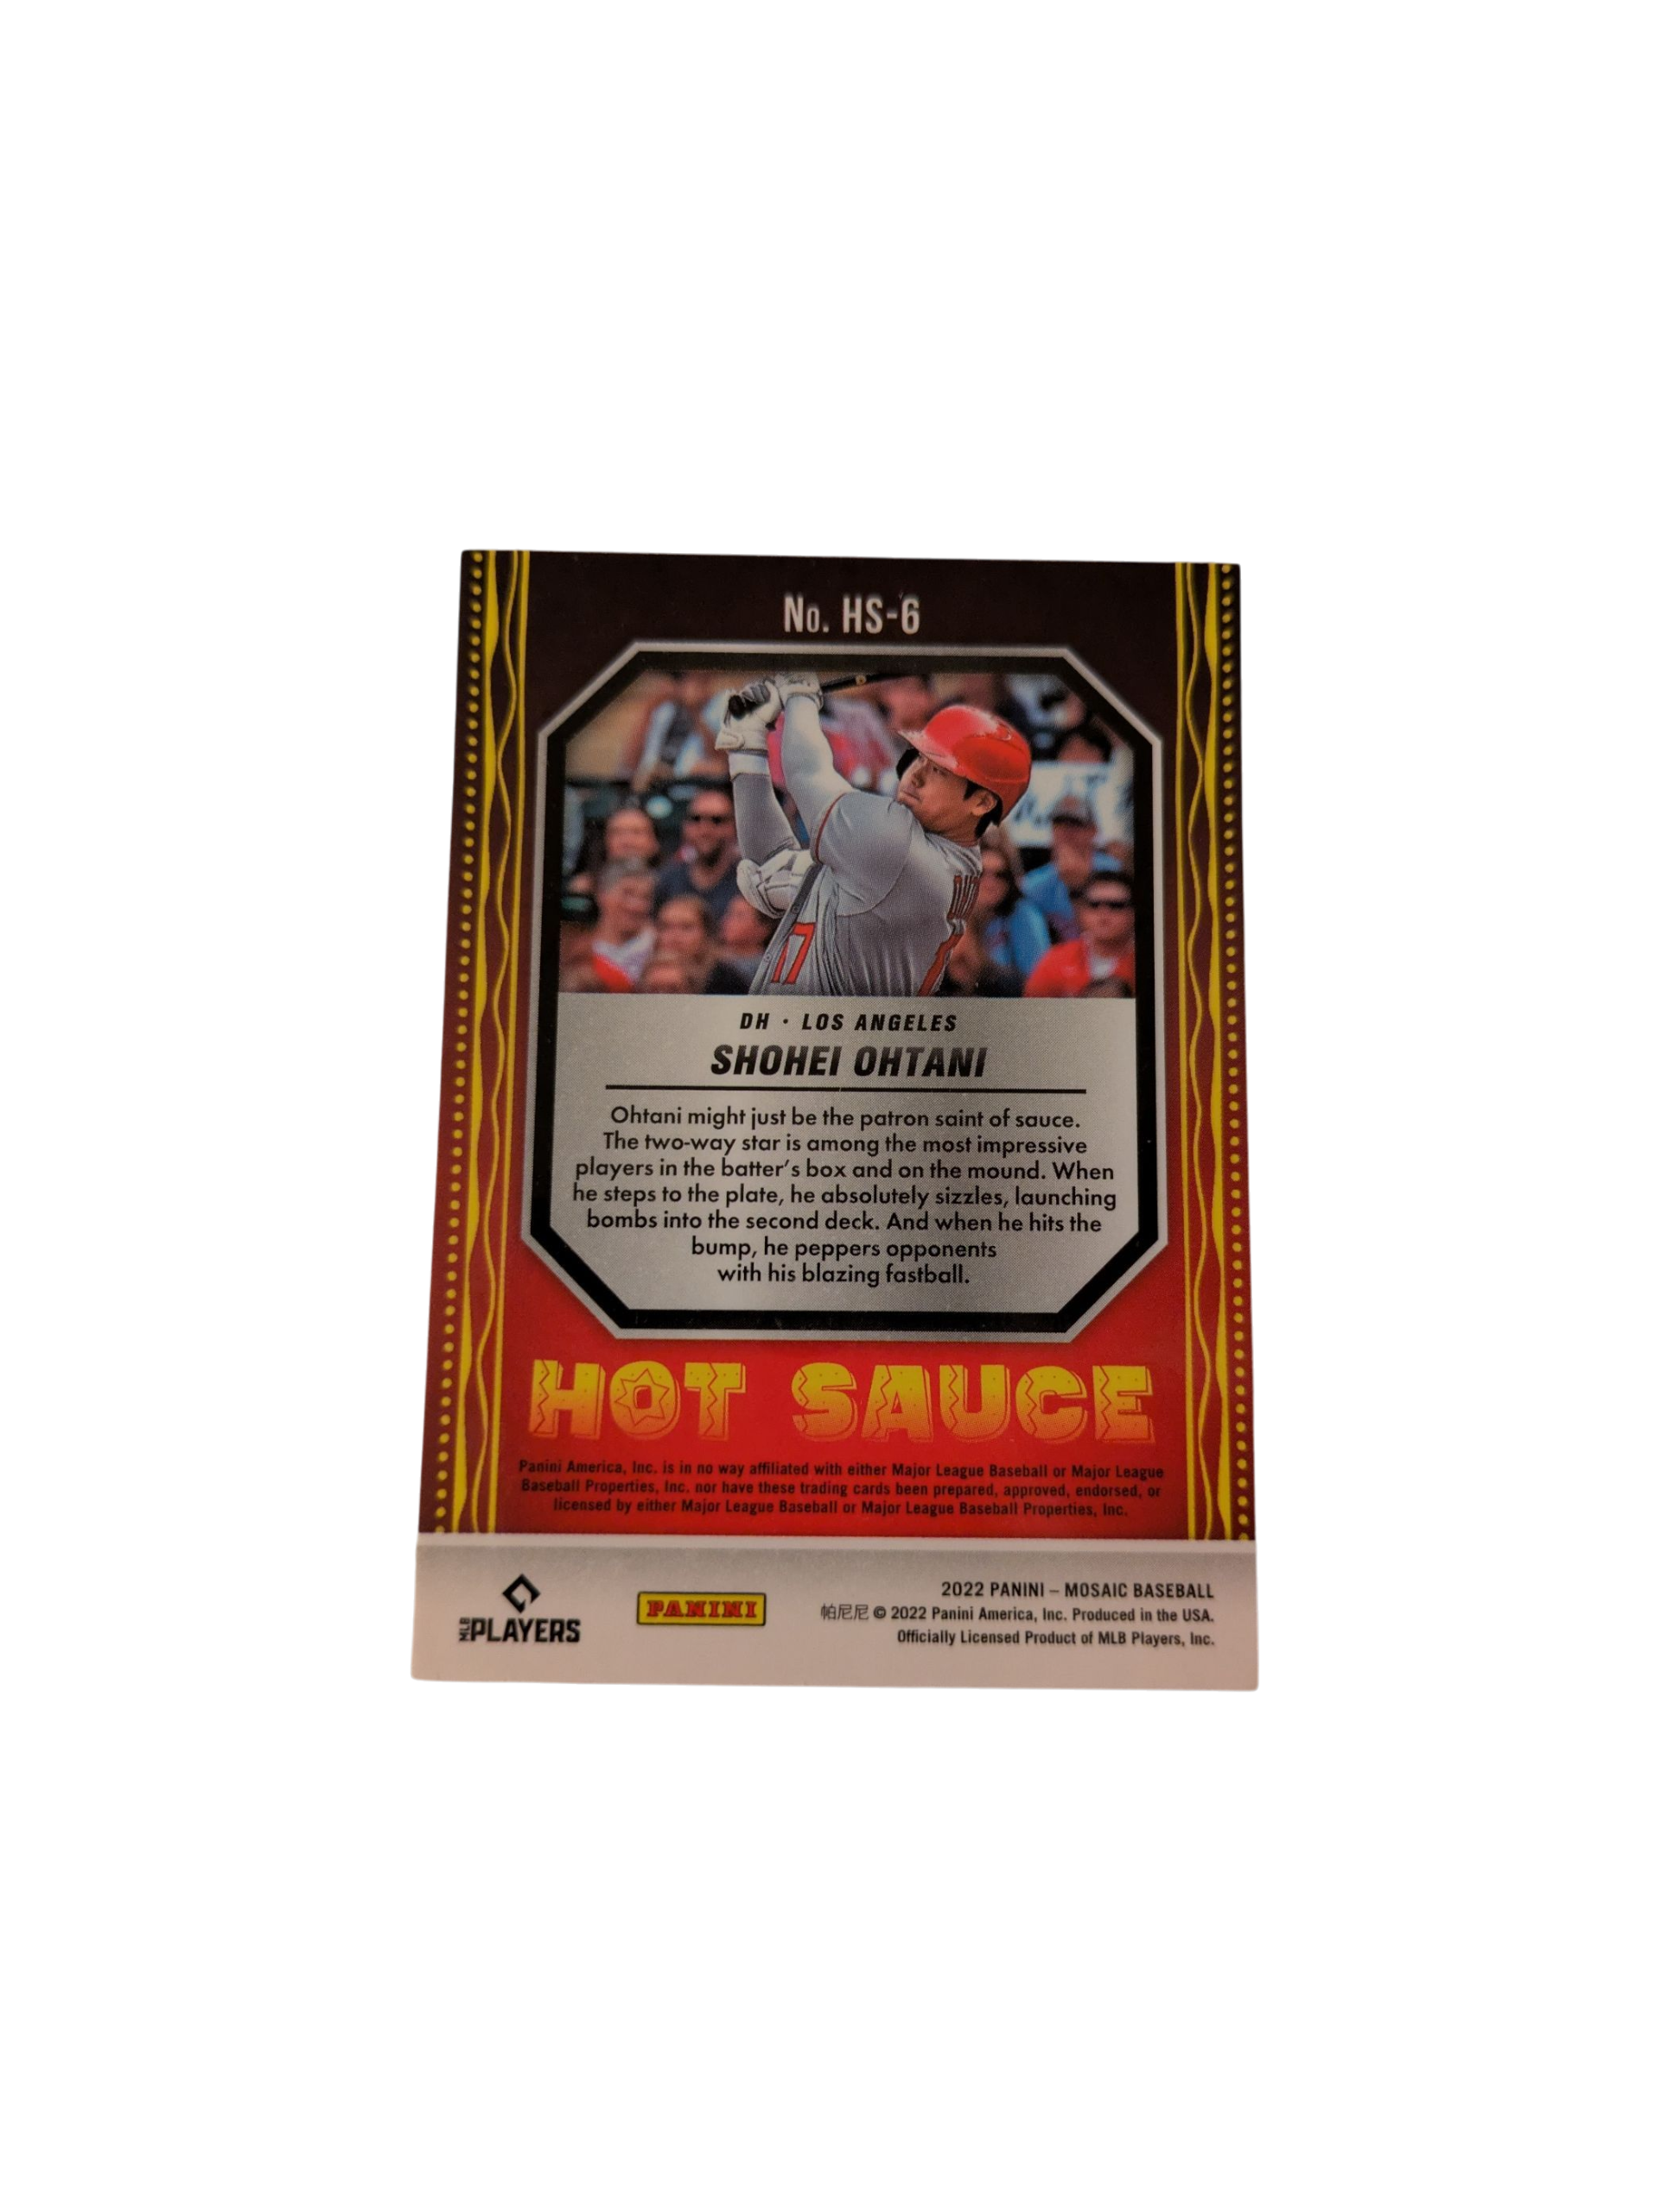 No. HS-6
17
DH · LOS ANGELES
SHOHEI OHTANI
Ohtani might just be the patron saint of sauce.
The two-way star is among the most impressive
players in the batter's box and on the mound. When
he steps to the plate, he absolutely sizzles, launching
bombs into the second deck. And when he hits the
bump, he peppers opponents
with his blazing fastball.
HOT SAUCE
Panini America, Inc. is in no way affiliated with either Major League Baseball or Major League
Baseball Properties, Inc. nor have these trading cards been prepared, approved, endorsed, or
licensed by either Major League Baseball or Major League Baseball Properties, Inc.
MLB PLAYERS
PANINI
2022 PANINI – MOSAIC BASEBALL
帕尼尼 © 2022 Panini America, Inc. Produced in the USA.
Officially Licensed Product of MLB Players, Inc.